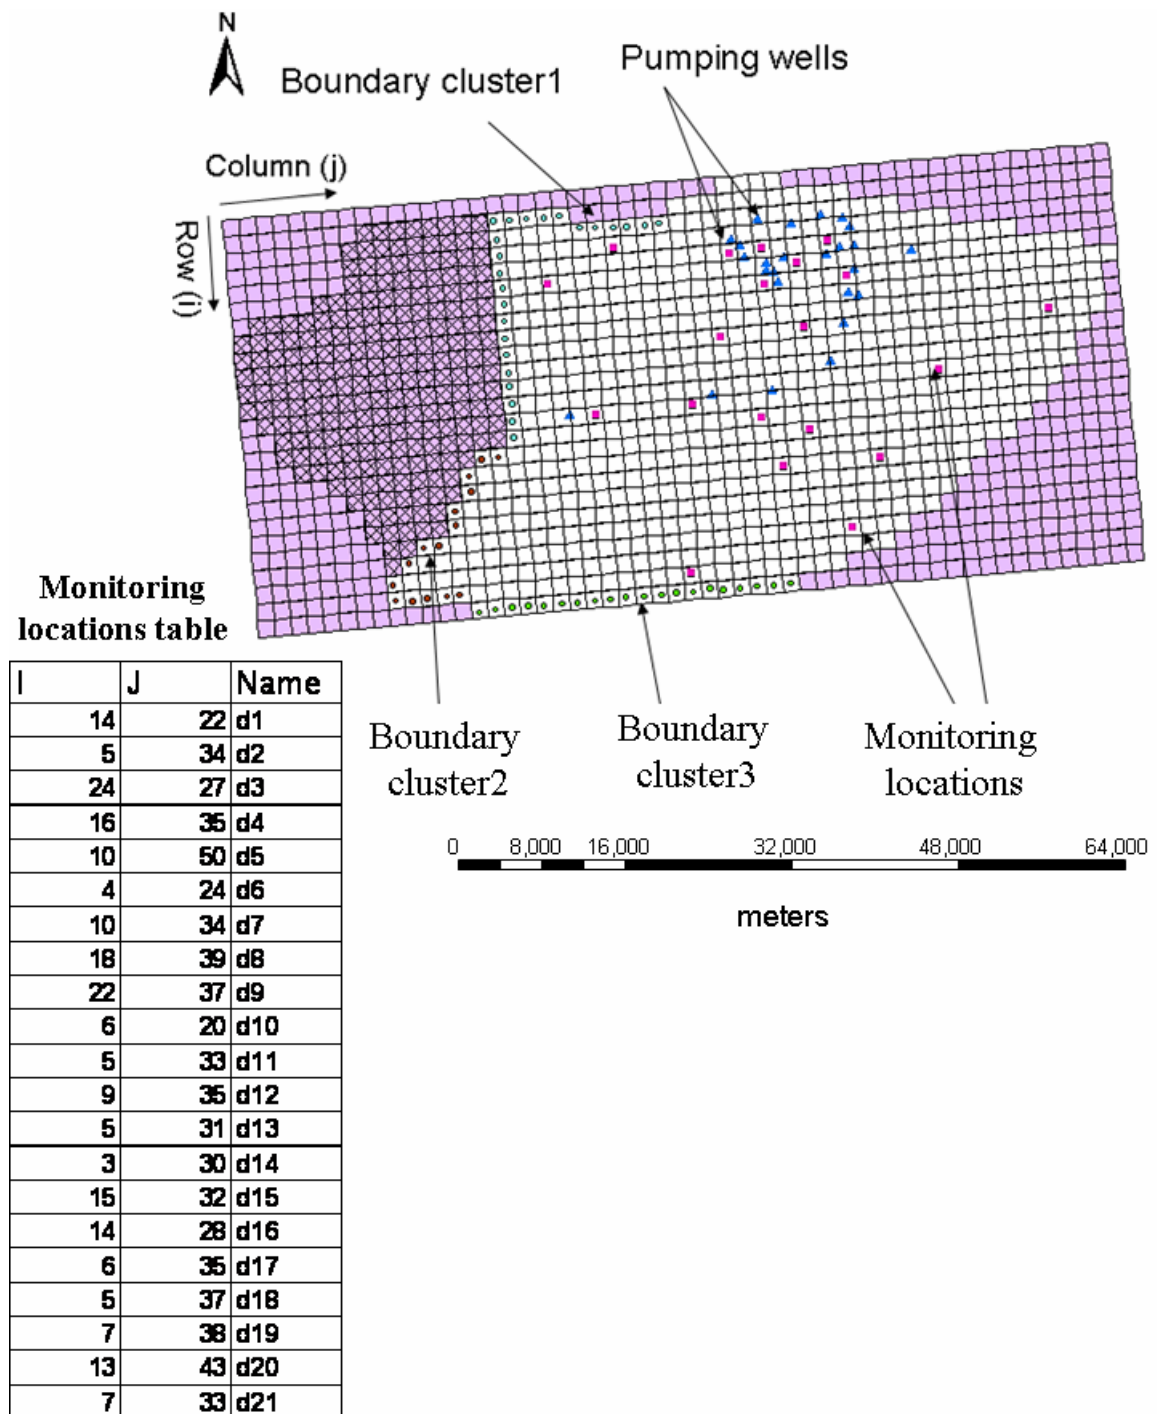 N
Pumping wells
Boundary cluster1
Column (j)
Row (i)
Monitoring
locations table
I J Name
14 22 d1
5 34 d2
24 27 d3
16 35 d4
10 50 d5
4 24 d6
10 34 d7
18 39 d8
22 37 d9
6 20 d10
5 33 d11
9 35 d12
5 31 d13
3 30 d14
15 32 d15
14 28 d16
6 35 d17
5 37 d18
7 38 d19
13 43 d20
7 33 d21
Boundary
cluster2
Boundary
cluster3
Monitoring
locations
0 8,000 16,000 32,000 48,000 64,000
meters